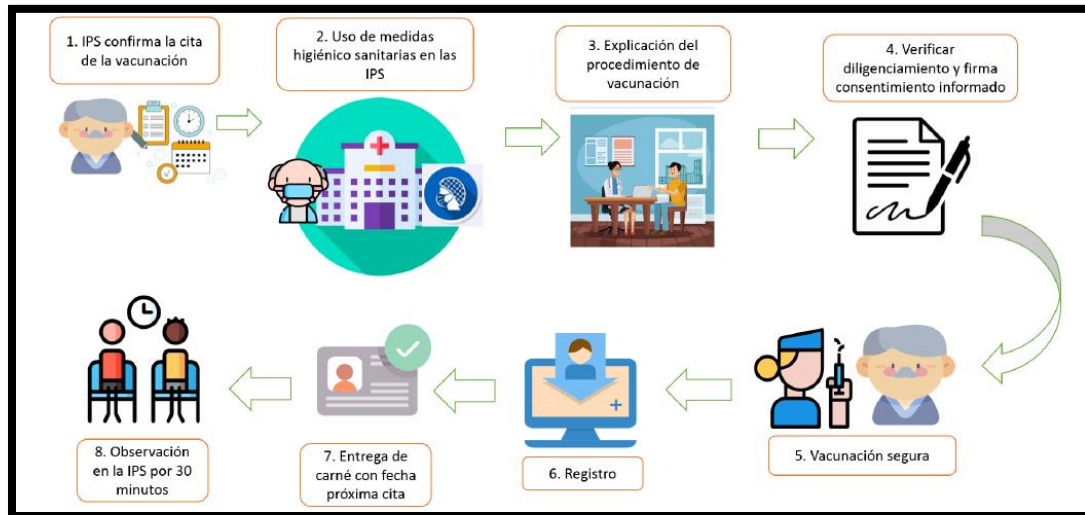 1. IPS confirma la cita
de la vacunación
2. Uso de medidas
higiénico sanitarias en las
IPS
3. Explicación del
procedimiento de
vacunación
4. Verificar
diligenciamiento y firma
consentimiento informado
5. Vacunación segura
6. Registro
7. Entrega de
carné con fecha
próxima cita
8. Observación
en la IPS por 30
minutos